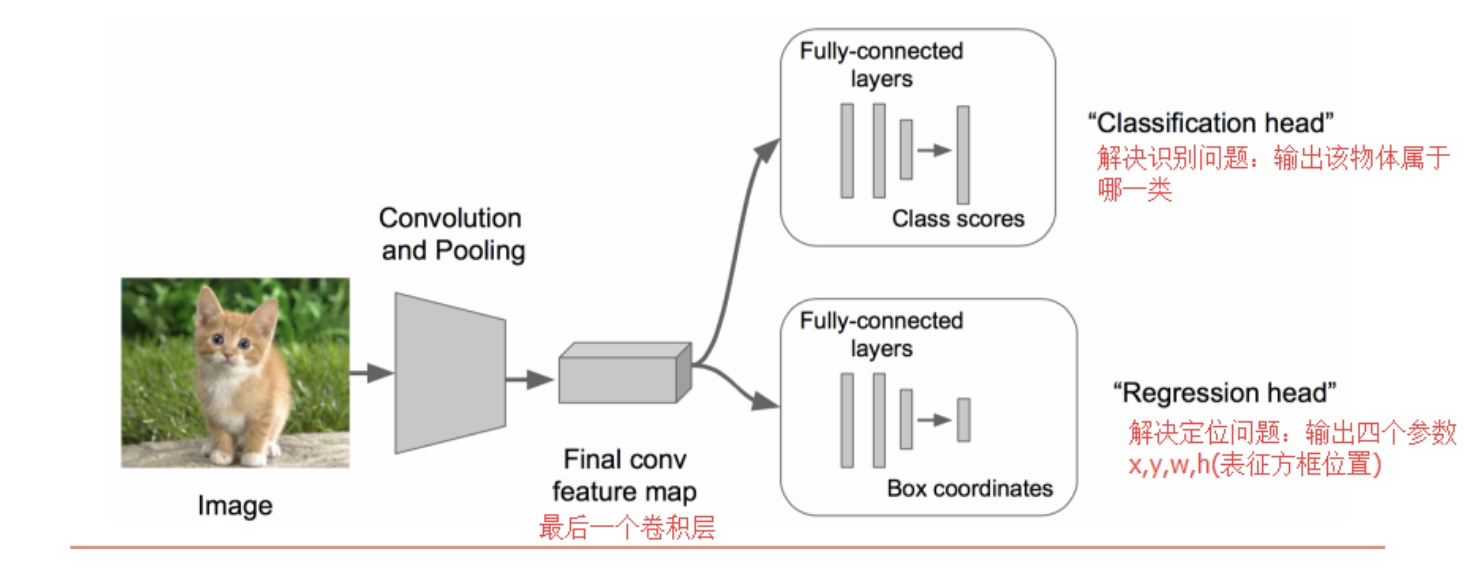 Fully-connected
layers
Class scores
“Classification head”
解决识别问题：输出该物体属于
哪一类
Convolution
and Pooling
Image
Final conv
feature map
最后一个卷积层
Fully-connected
layers
Box coordinates
“Regression head”
解决定位问题：输出四个参数
x,y,w,h(表征方框位置)